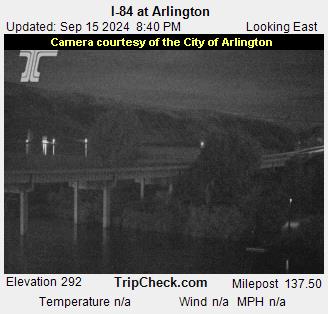 I-84 at Arlington
Updated: Sep 15 2024 8:40 PM Looking East
Camera courtesy of the City of Arlington
Elevation 292 TripCheck.com Milepost 137.50
Temperature n/a Wind n/a MPH n/a